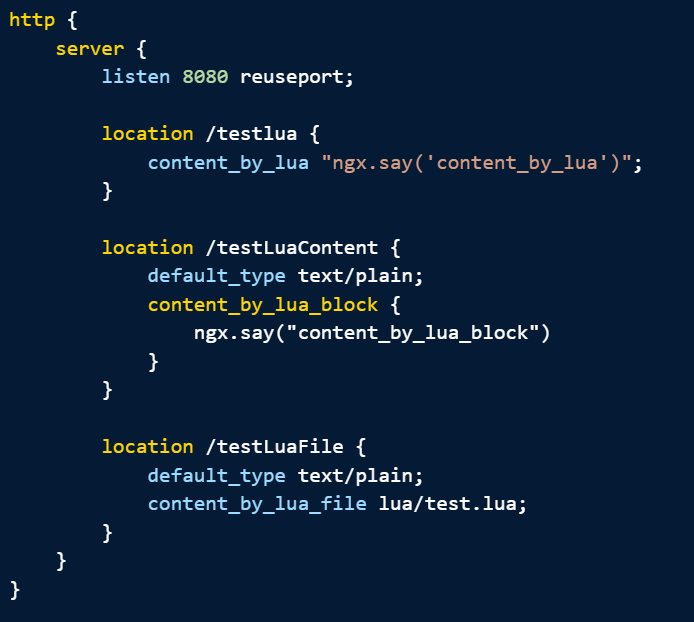 http {
    server {
        listen 8080 reuseport;

        location /testlua {
            content_by_lua "ngx.say('content_by_lua')";
        }

        location /testLuaContent {
            default_type text/plain;
            content_by_lua_block {
                ngx.say("content_by_lua_block")
            }
        }

        location /testLuaFile {
            default_type text/plain;
            content_by_lua_file lua/test.lua;
        }
    }
}